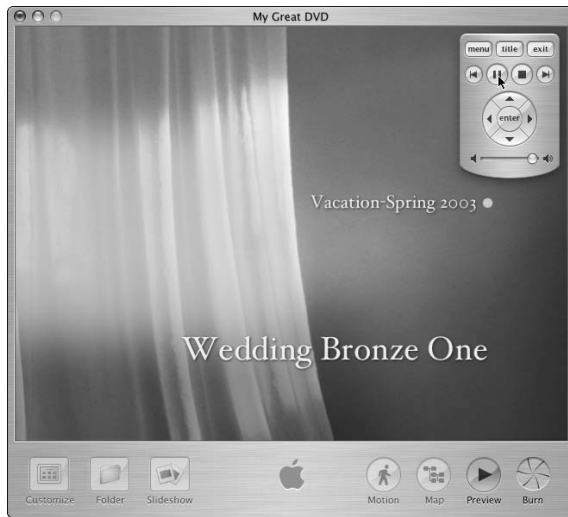 My Great DVD
menu title exit
enter
Vacation-Spring 2003
Wedding Bronze One
Customize Folder Slideshow Motion Map Preview Burn